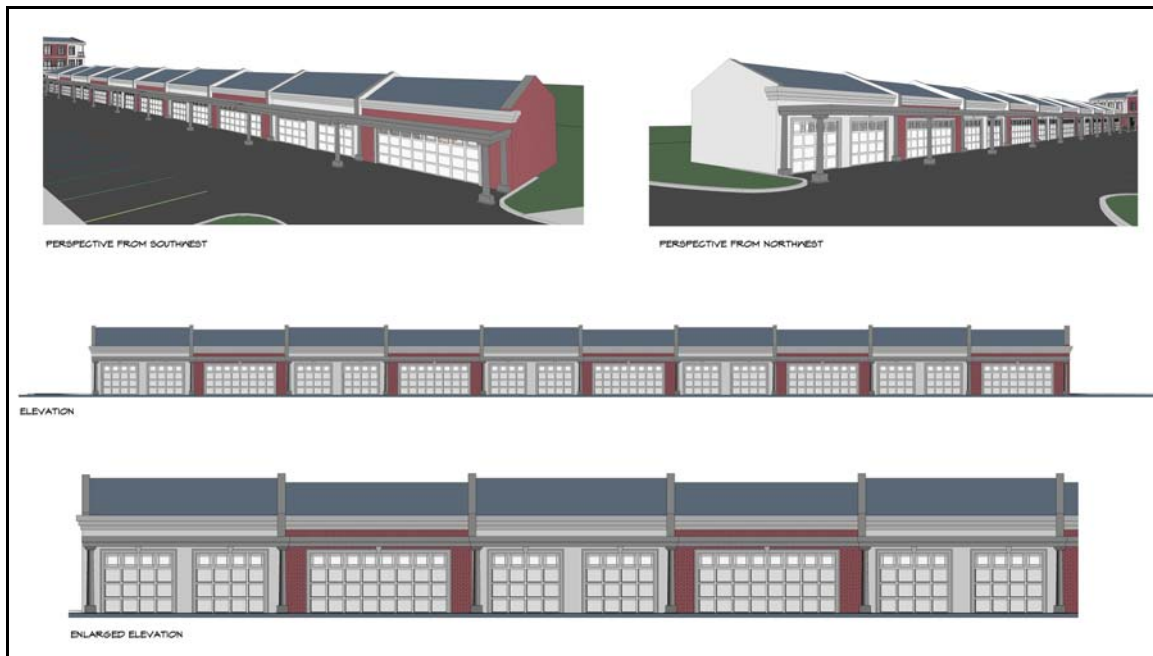 PERSPECTIVE FROM SOUTHWEST
PERSPECTIVE FROM NORTHWEST
ELEVATION
ENLARGED ELEVATION